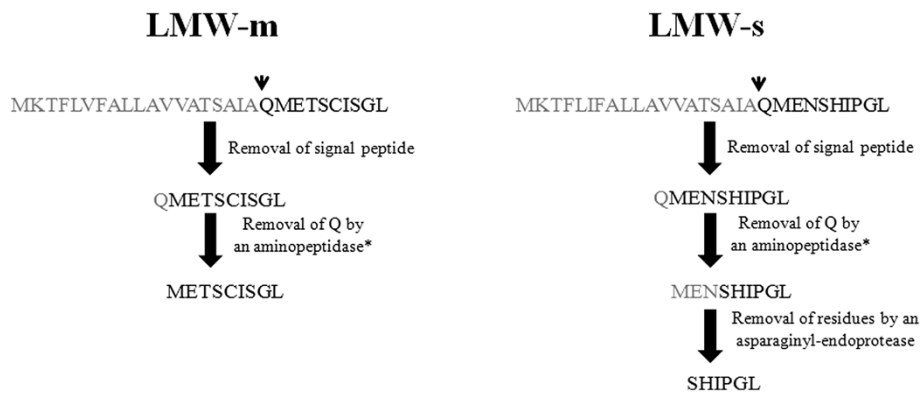 LMW-m
MKTFLVFALLAVVATSAIAQMETSCISGL
Removal of signal peptide
QMETSCISGL
Removal of Q by
an aminopeptidase*
METSCISGL
LMW-s
MKTFLIFALLAVVATSAIAQMENSHIPGL
Removal of signal peptide
QMENSHIPGL
Removal of Q by
an aminopeptidase*
MENSHIPGL
Removal of residues by an
asparaginyl-endoprotease
SHIPGL